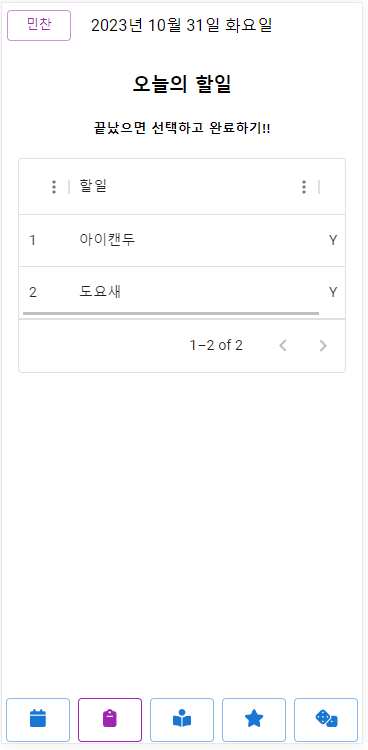 민찬 2023년 10월 31일 화요일
오늘의 할일
끝났으면 선택하고 완료하기!!
할일
1 아이캔두 Y
2 도요새 Y
1–2 of 2